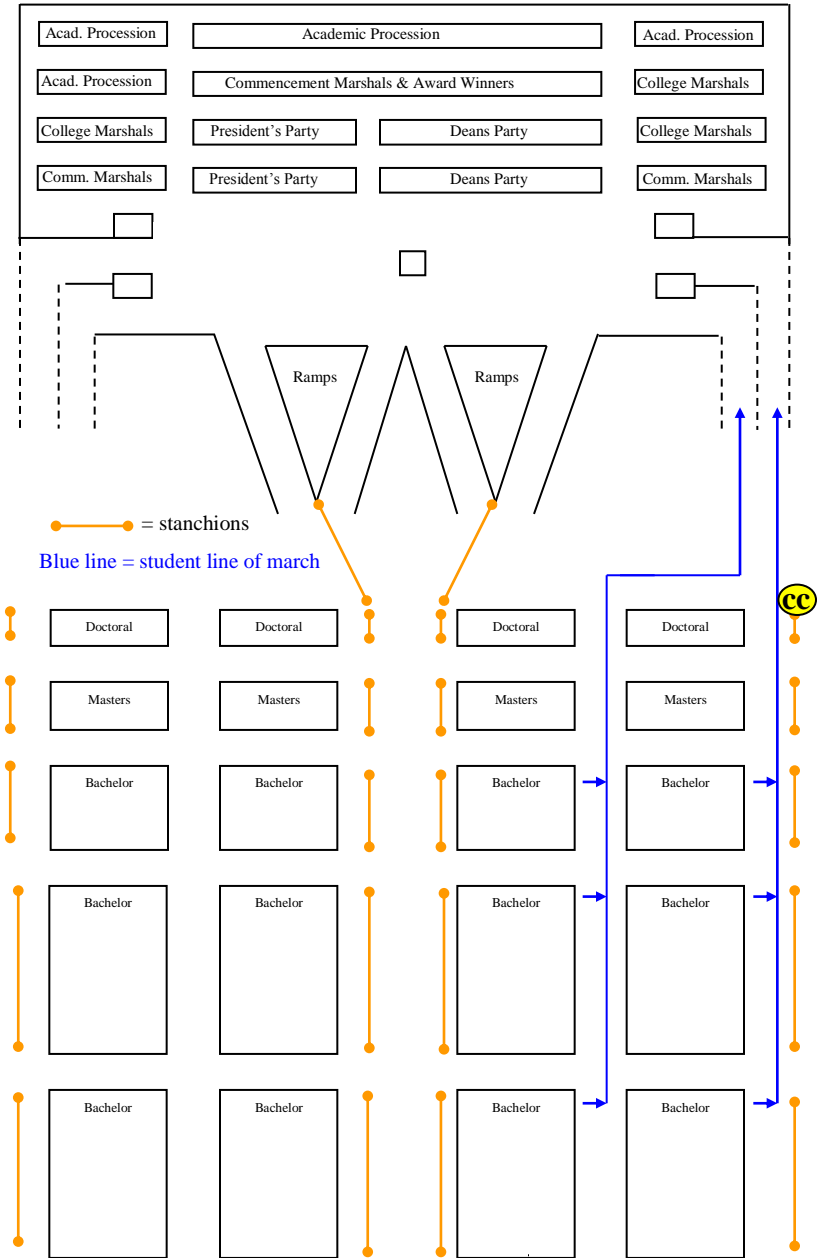 Acad. Procession Academic Procession Acad. Procession
Acad. Procession Commencement Marshals & Award Winners College Marshals
College Marshals President’s Party Deans Party College Marshals
Comm. Marshals President’s Party Deans Party Comm. Marshals
Ramps Ramps
= stanchions
Blue line = student line of march
cc
Doctoral Doctoral Doctoral Doctoral
Masters Masters Masters Masters
Bachelor Bachelor Bachelor Bachelor
Bachelor Bachelor Bachelor Bachelor
Bachelor Bachelor Bachelor Bachelor